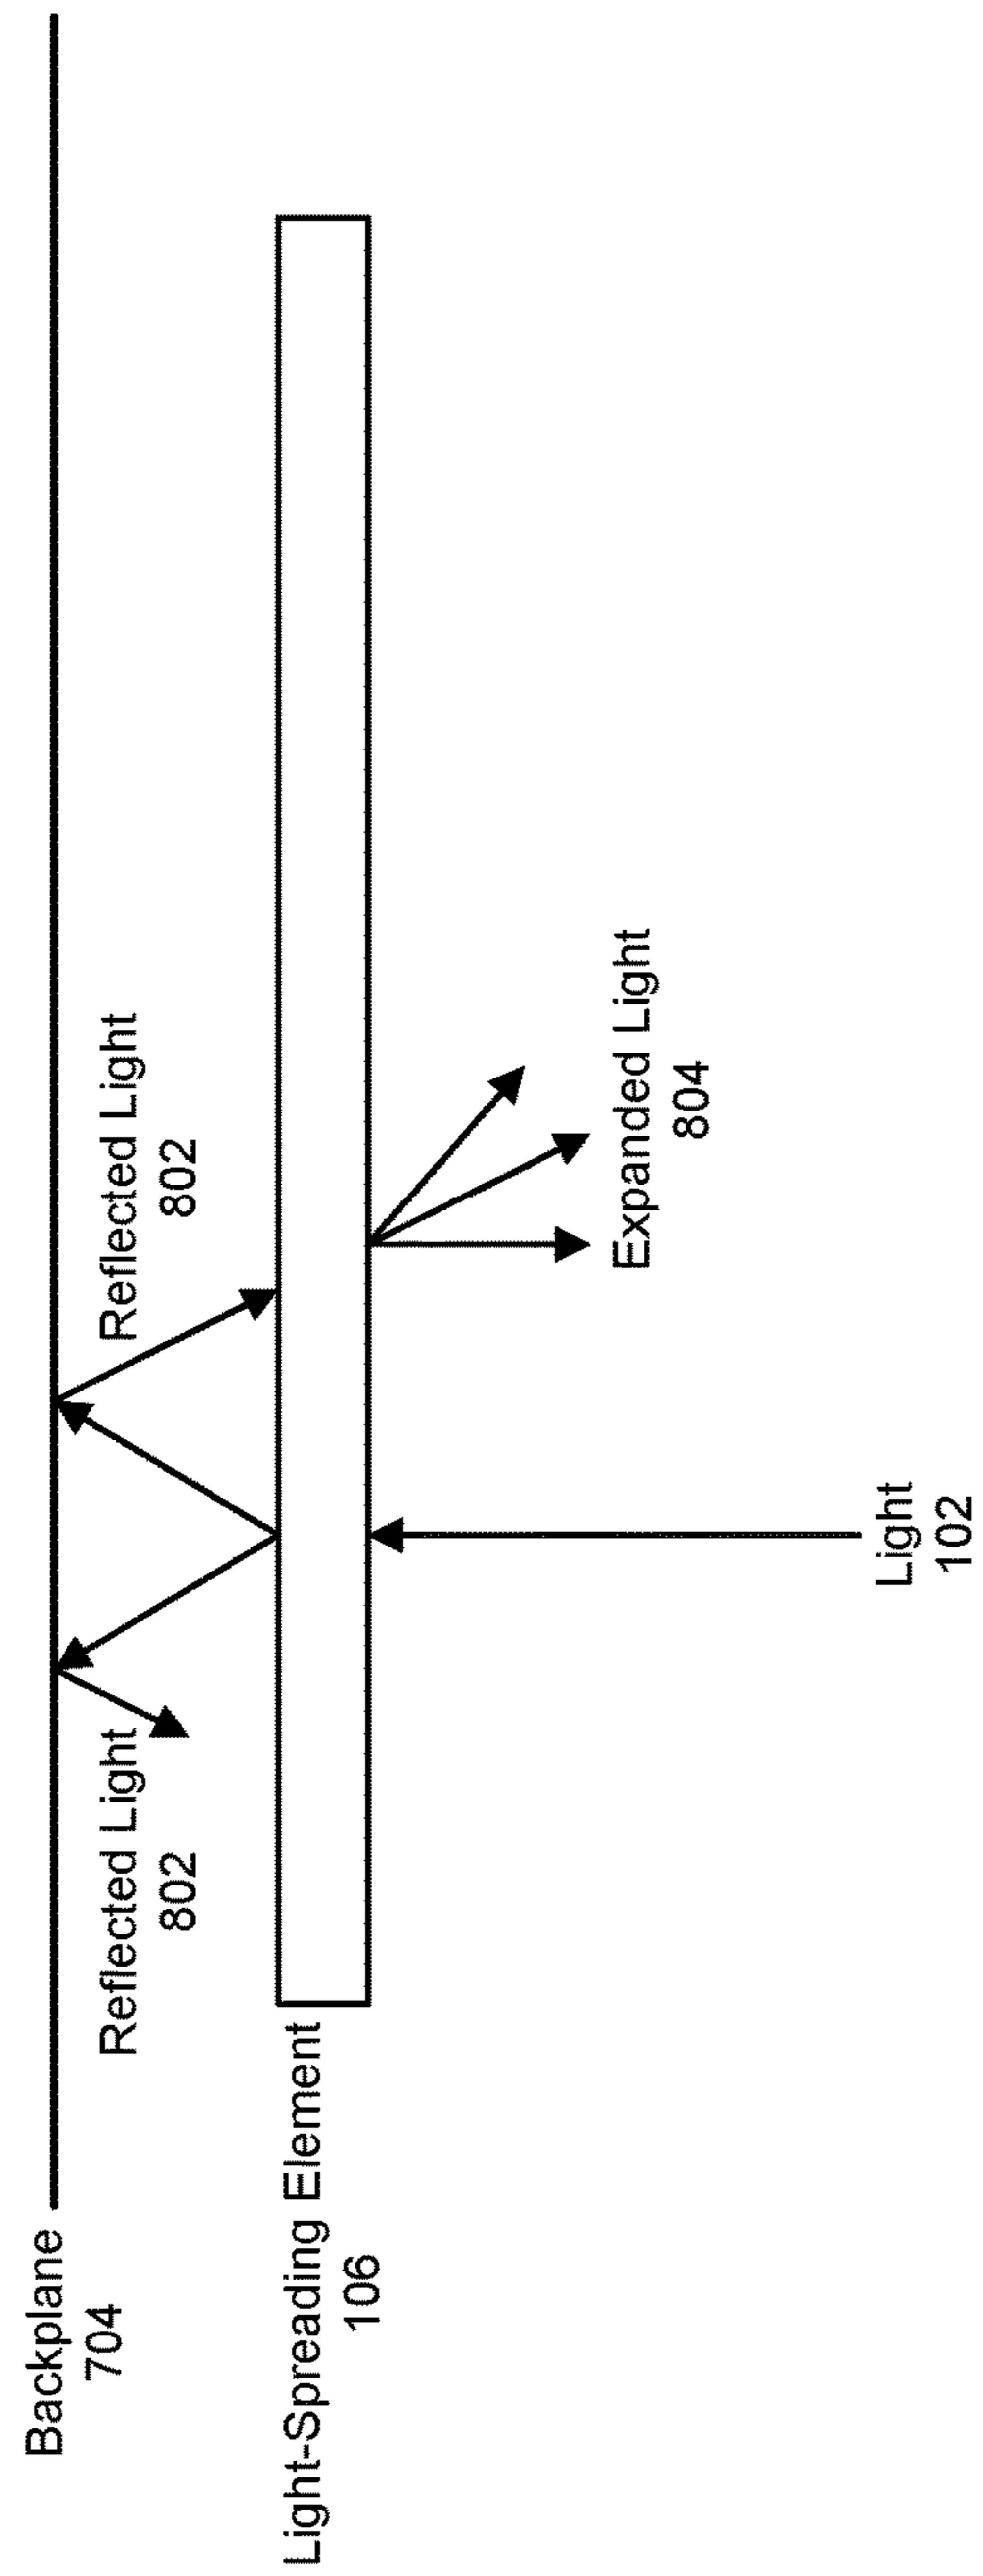 Backplane
704
Reflected Light
802
Reflected Light
802
Light-Spreading Element
106
Expanded Light
804
Light
102